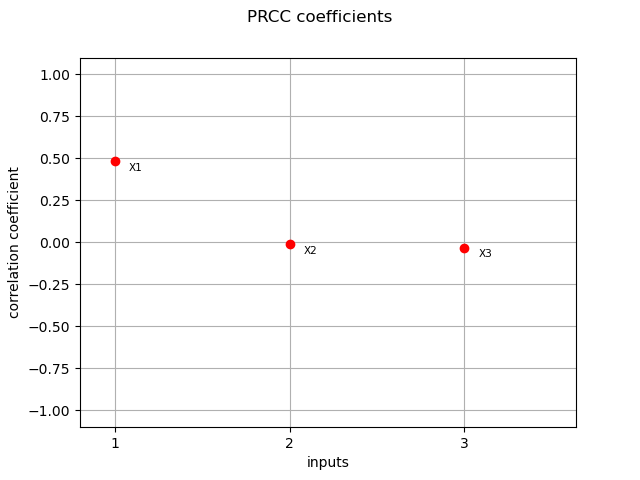 PRCC coefficients
1.00
0.75
0.50
0.25
0.00
−0.25
−0.50
−0.75
−1.00
correlation coefficient
X1
X2
X3
1 2 3
inputs